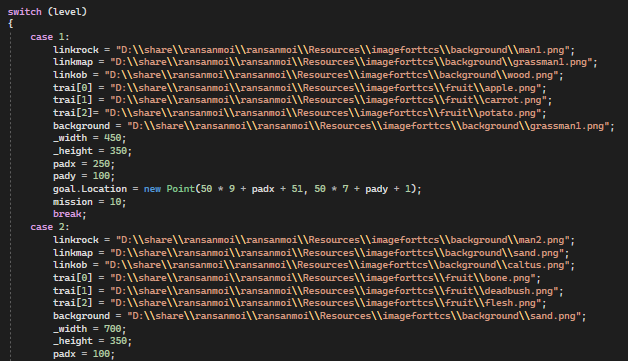 switch (level)
{
case 1:
linkrock = "D:\\share\\ransanmoi\\ransanmoi\\Resources\\imageforttcs\\background\\man1.png";
linkmap = "D:\\share\\ransanmoi\\ransanmoi\\Resources\\imageforttcs\\background\\grassman1.png";
linkob = "D:\\share\\ransanmoi\\ransanmoi\\Resources\\imageforttcs\\background\\wood.png";
trai[0] = "D:\\share\\ransanmoi\\ransanmoi\\Resources\\imageforttcs\\fruit\\apple.png";
trai[1] = "D:\\share\\ransanmoi\\ransanmoi\\Resources\\imageforttcs\\fruit\\carrot.png";
trai[2]= "D:\\share\\ransanmoi\\ransanmoi\\Resources\\imageforttcs\\fruit\\potato.png";
background = "D:\\share\\ransanmoi\\ransanmoi\\Resources\\imageforttcs\\background\\grassman1.png";
_width = 450;
_height = 350;
padx = 250;
pady = 100;
goal.Location = new Point(50 * 9 + padx + 51, 50 * 7 + pady + 1);
mission = 10;
break;
case 2:
linkrock = "D:\\share\\ransanmoi\\ransanmoi\\Resources\\imageforttcs\\background\\man2.png";
linkmap = "D:\\share\\ransanmoi\\ransanmoi\\Resources\\imageforttcs\\background\\sand.png";
linkob = "D:\\share\\ransanmoi\\ransanmoi\\Resources\\imageforttcs\\background\\caltus.png";
trai[0] = "D:\\share\\ransanmoi\\ransanmoi\\Resources\\imageforttcs\\fruit\\bone.png";
trai[1] = "D:\\share\\ransanmoi\\ransanmoi\\Resources\\imageforttcs\\fruit\\deadbush.png";
trai[2] = "D:\\share\\ransanmoi\\ransanmoi\\Resources\\imageforttcs\\fruit\\flesh.png";
background = "D:\\share\\ransanmoi\\ransanmoi\\Resources\\imageforttcs\\background\\sand.png";
_width = 700;
_height = 350;
padx = 100;